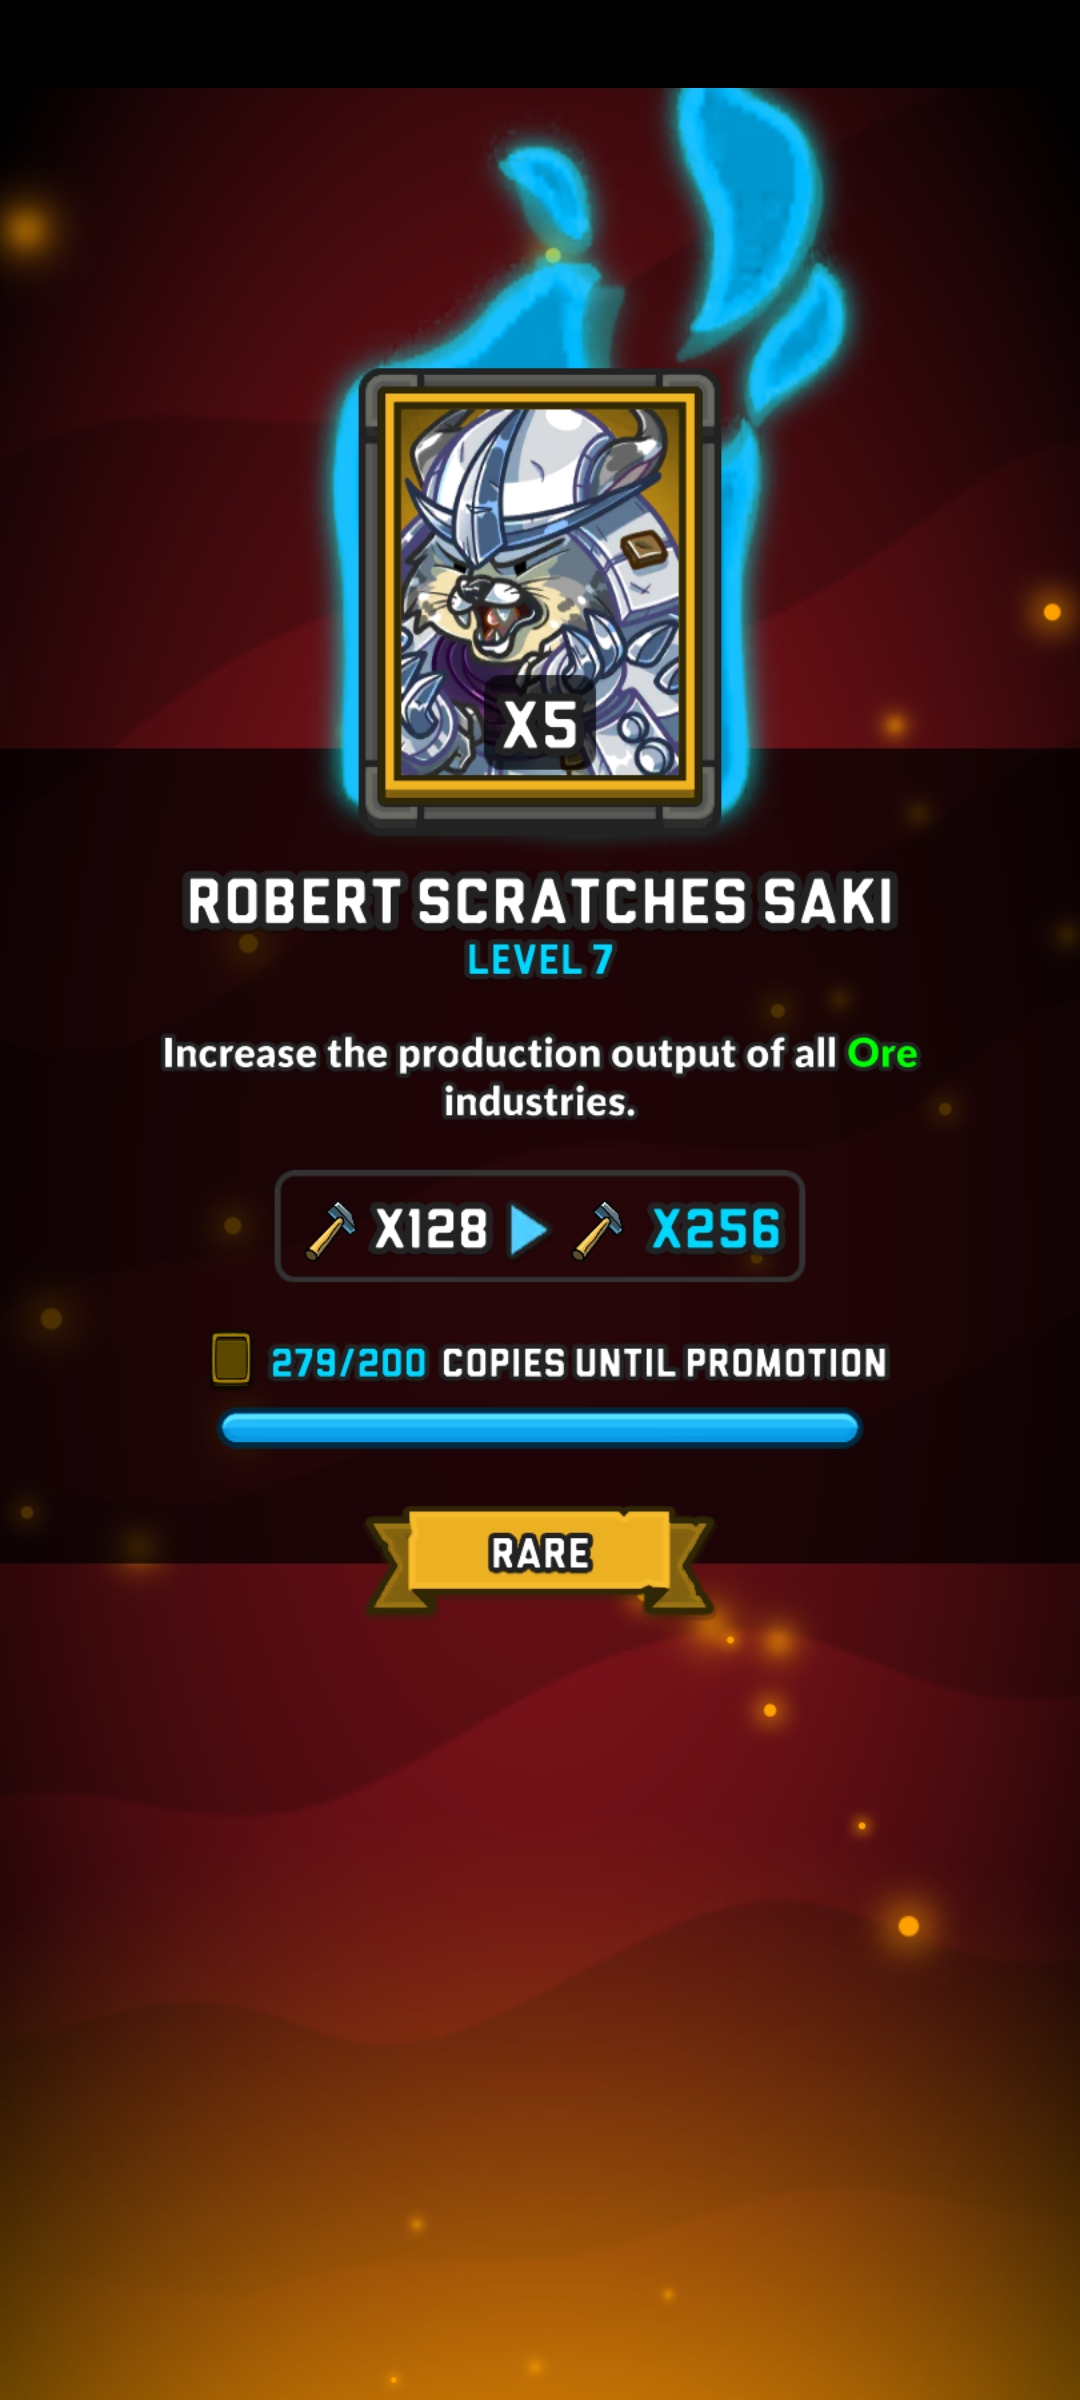 X5
ROBERT SCRATCHES SAKI
LEVEL 7
Increase the production output of all Ore
industries.
X128 X256
279/200 COPIES UNTIL PROMOTION
RARE